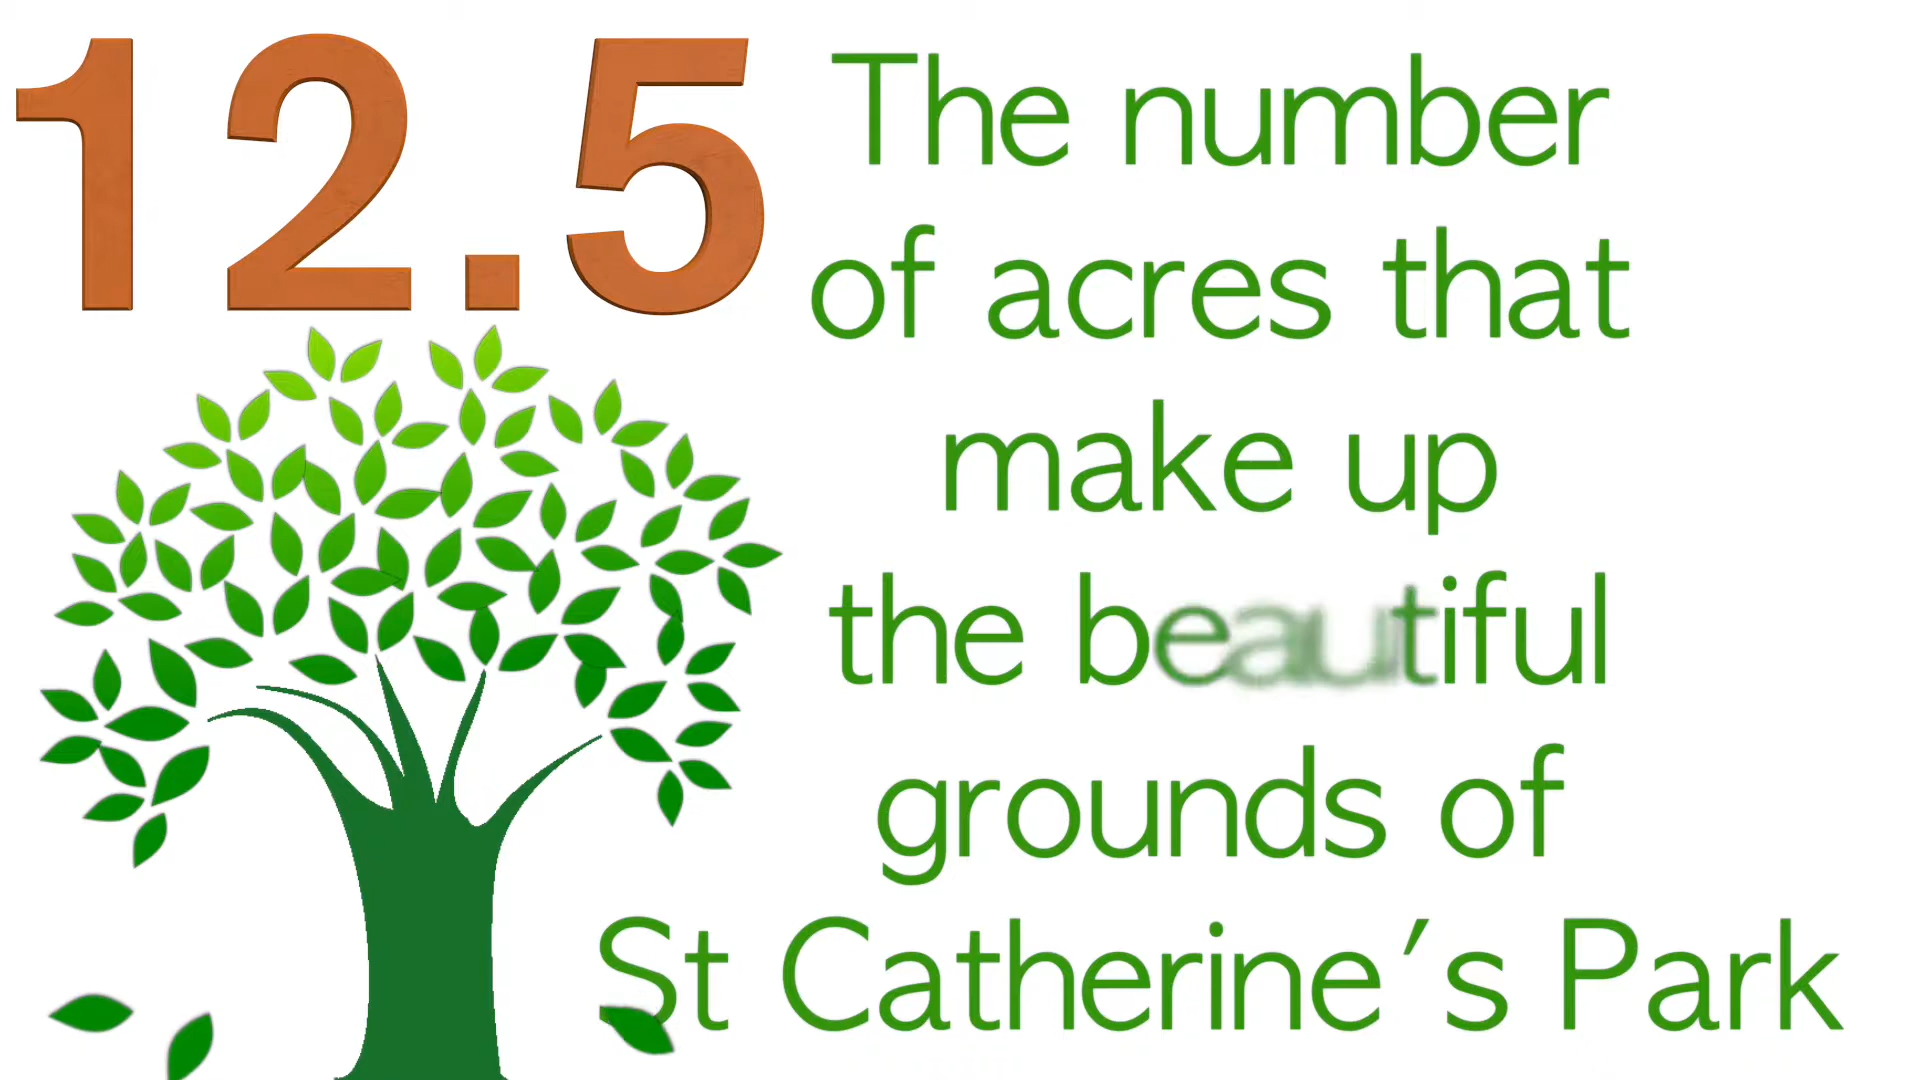 12.5
The number
of acres that
make up
the beautiful
grounds of
St Catherine's Park